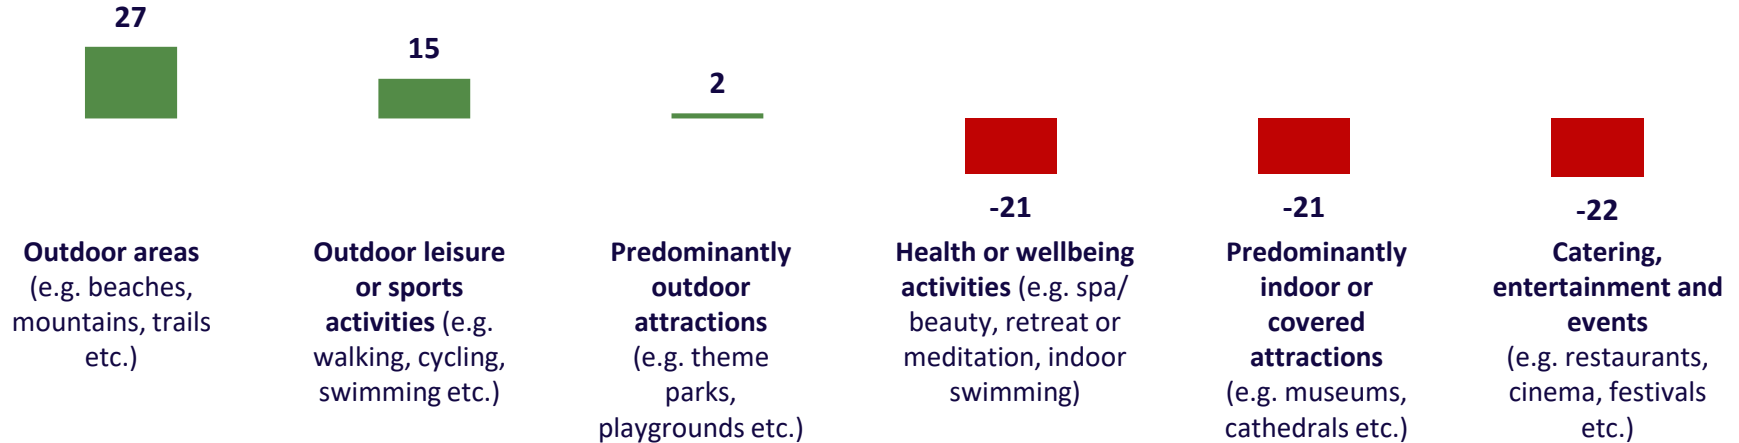 27
15
2
-21
-21
-22
Outdoor areas
(e.g. beaches,
mountains, trails
etc.)
Outdoor leisure
or sports
activities (e.g.
walking, cycling,
swimming etc.)
Predominantly
outdoor
attractions
(e.g. theme
parks,
playgrounds etc.)
Health or wellbeing
activities (e.g. spa/
beauty, retreat or
meditation, indoor
swimming)
Predominantly
indoor or
covered
attractions
(e.g. museums,
cathedrals etc.)
Catering,
entertainment and
events
(e.g. restaurants,
cinema, festivals
etc.)